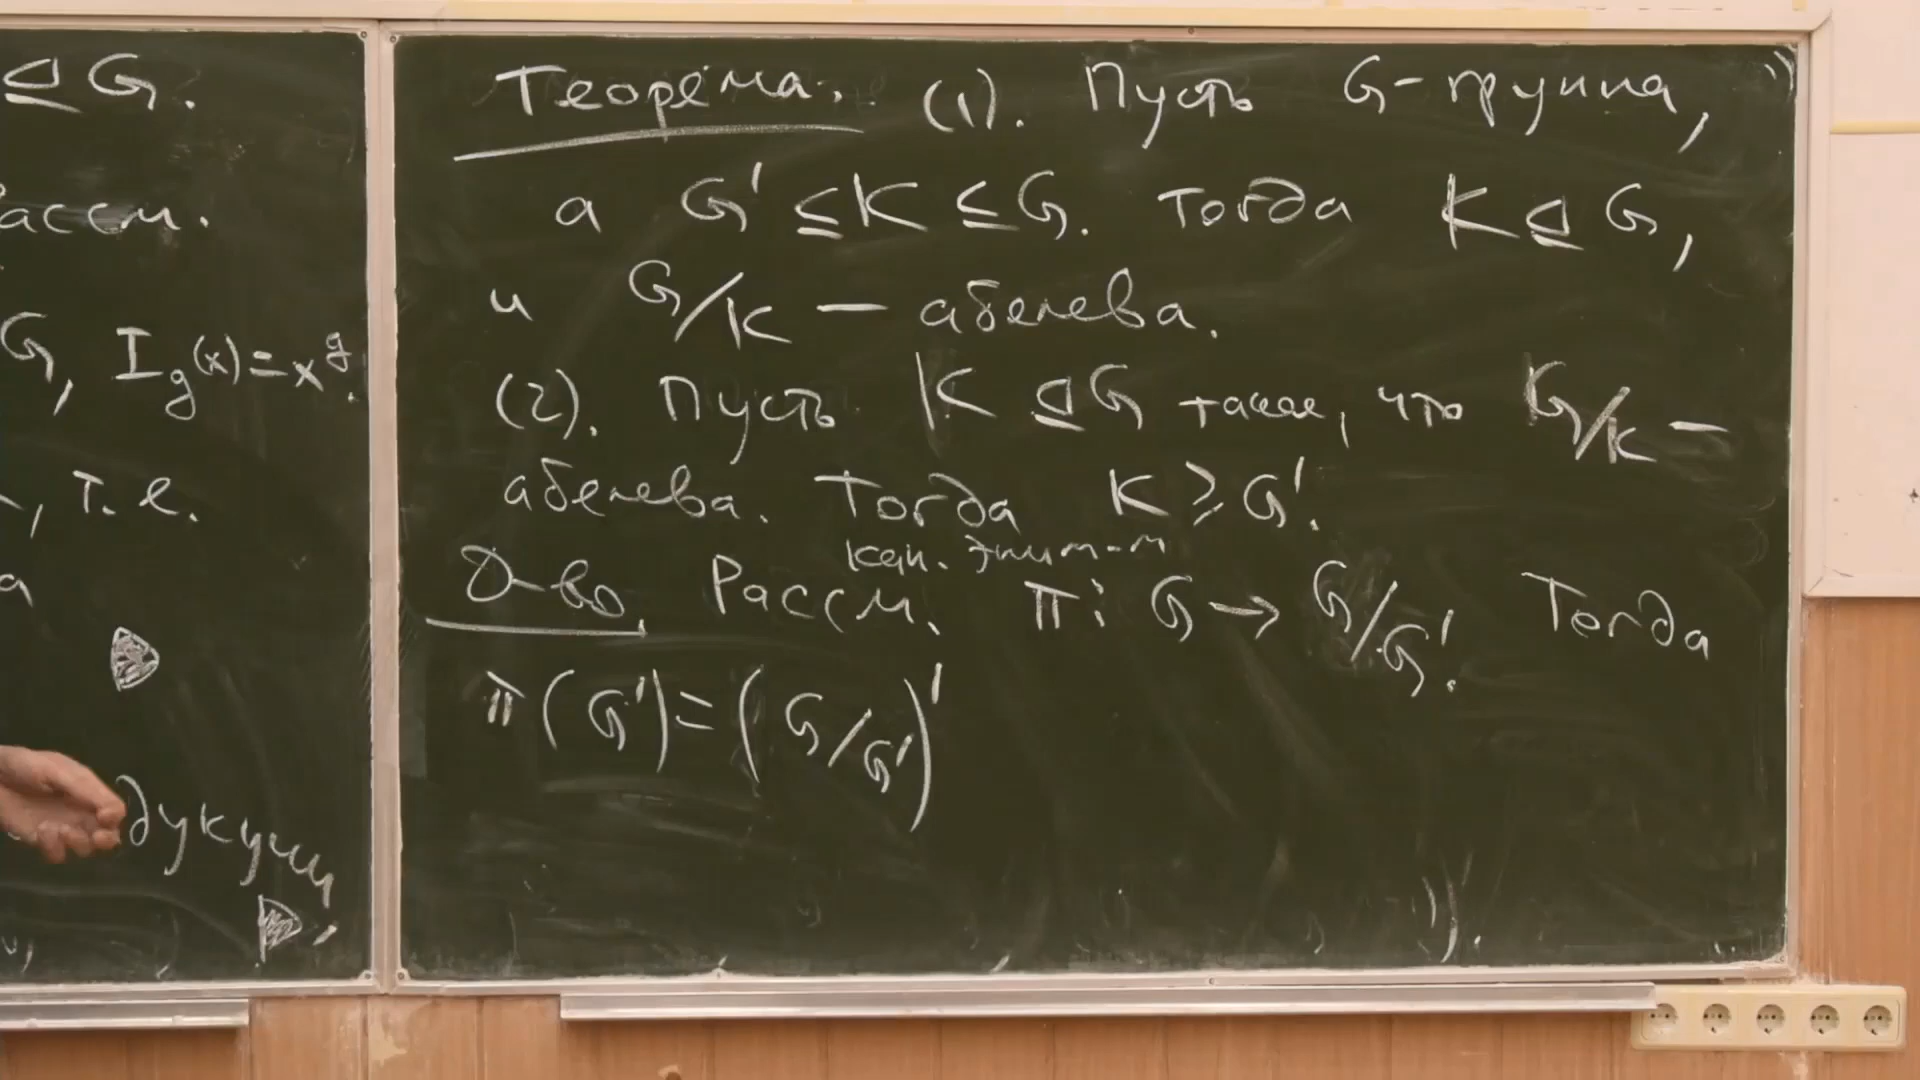 ⊴ G.
Рассм.
G, I_g(x) = x^g.
, т.е.
дукции
Теорема. (1). Пусть G - группа,
а G' ≤ K ≤ G. Тогда K ⊴ G,
и G/K — абелева.
(2). Пусть K ⊴ G такая, что G/K —
абелева. Тогда K ≥ G'.
кан. эпим-м
Д-во. Рассм. π: G → G/G'. Тогда
π(G') = (G/G')'